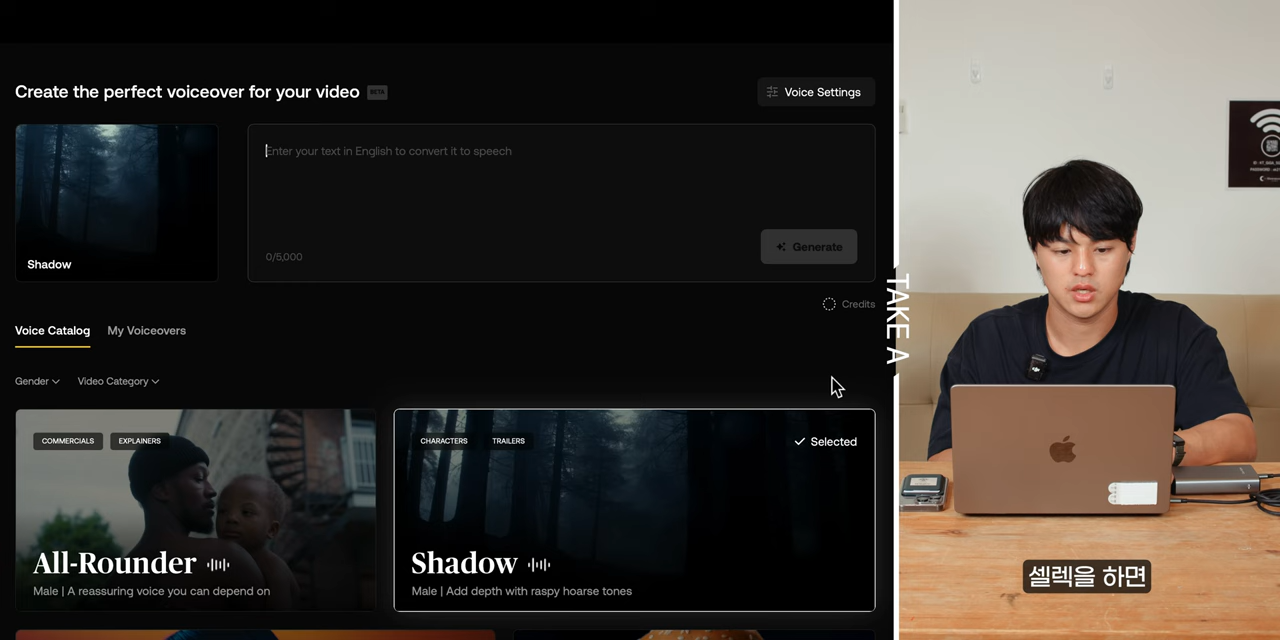 Create the perfect voiceover for your video BETA
Voice Settings
Enter your text in English to convert it to speech
Shadow
0/5,000
Generate
Credits
TAKE A
Voice Catalog My Voiceovers
Gender Video Category
COMMERCIALS EXPLAINERS
All-Rounder
Male | A reassuring voice you can depend on
CHARACTERS TRAILERS
Selected
Shadow
Male | Add depth with raspy hoarse tones
셀렉을 하면